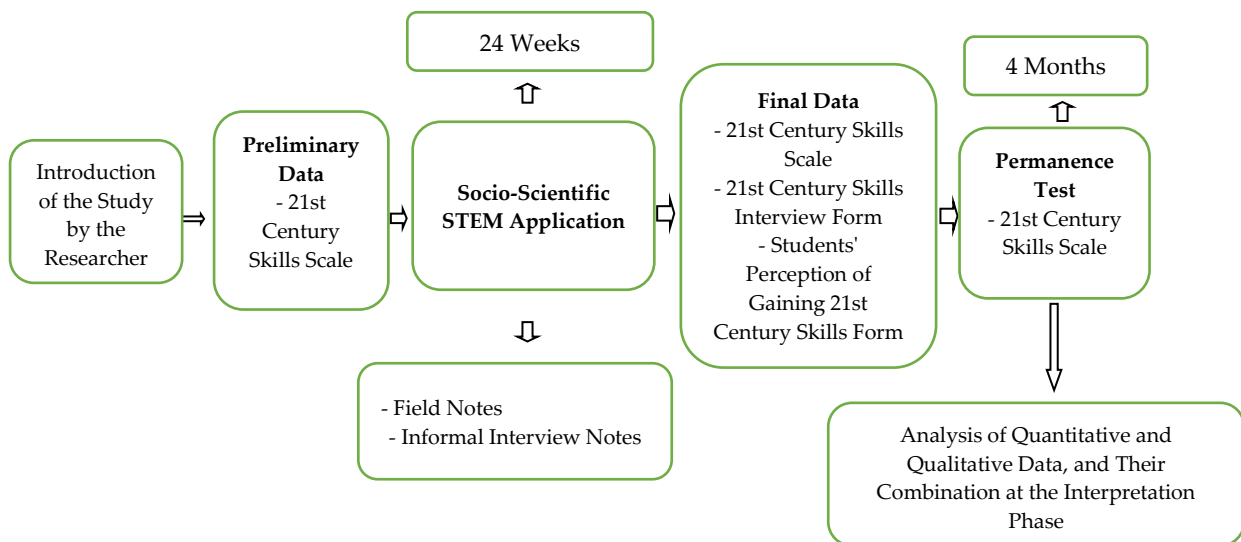 24 Weeks
4 Months
Introduction
of the Study
by the
Researcher
Preliminary
Data
- 21st
Century
Skills Scale
Socio-Scientific
STEM Application
Final Data
- 21st Century Skills
Scale
- 21st Century Skills
Interview Form
- Students'
Perception of
Gaining 21st
Century Skills Form
Permanence
Test
- 21st Century
Skills Scale
- Field Notes
- Informal Interview Notes
Analysis of Quantitative and
Qualitative Data, and Their
Combination at the Interpretation
Phase